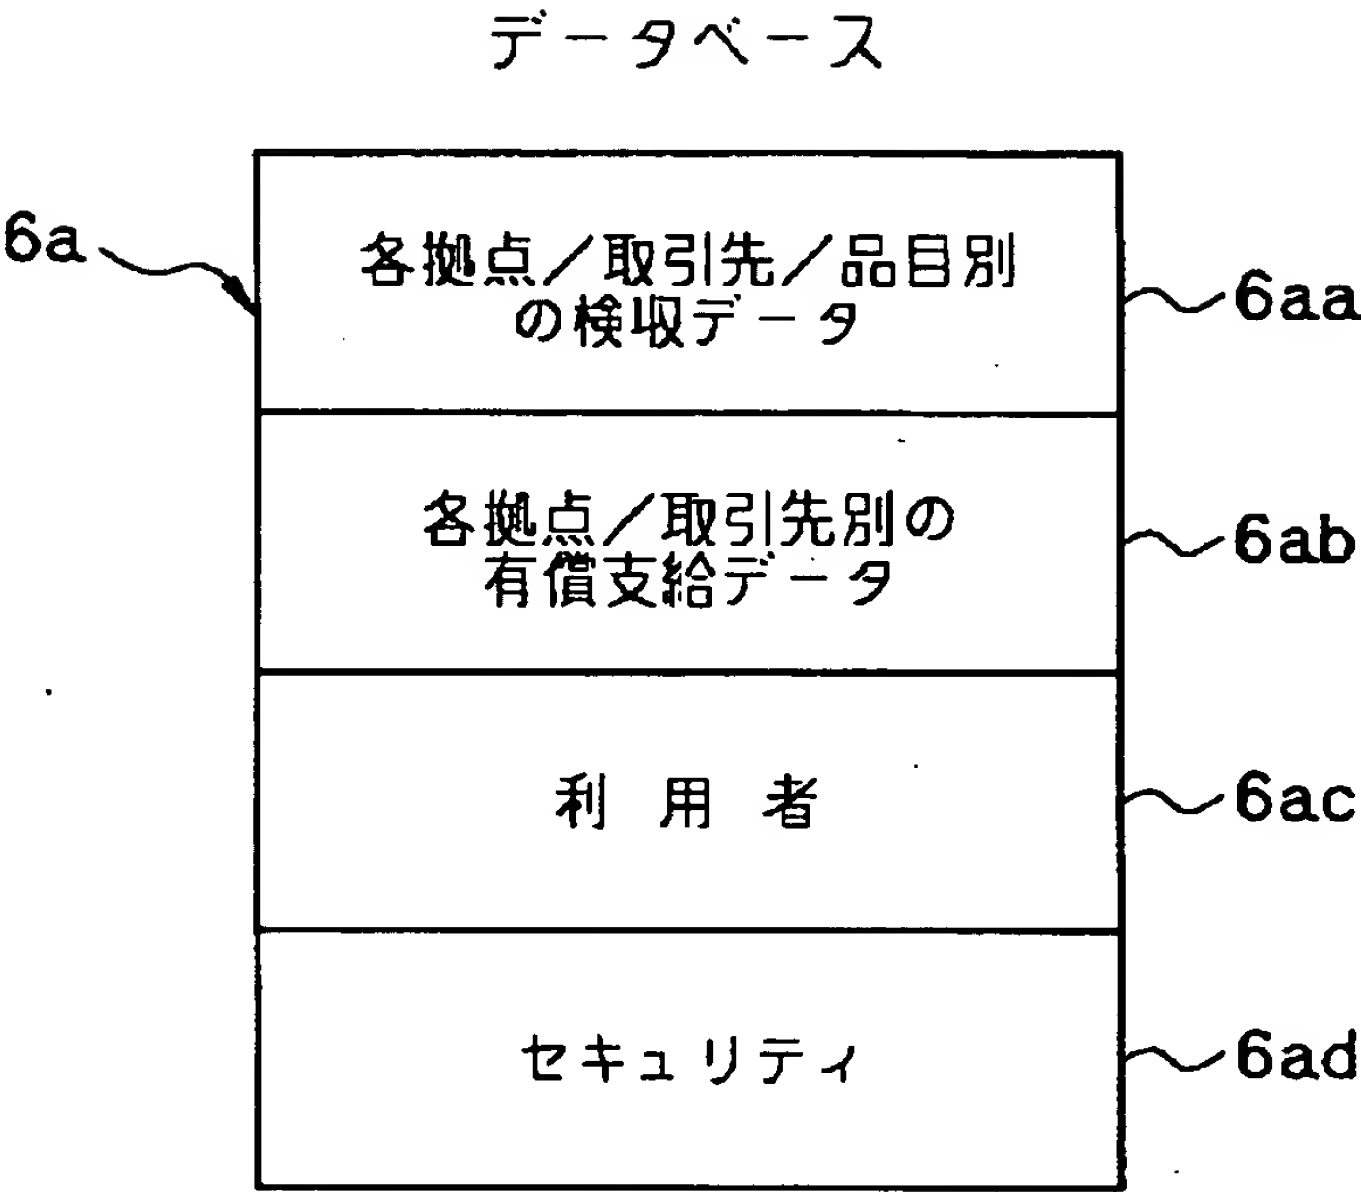 データベース
6a
各拠点/取引先/品目別
の検収データ
6aa
各拠点/取引先別の
有償支給データ
6ab
利用者
6ac
セキュリティ
6ad